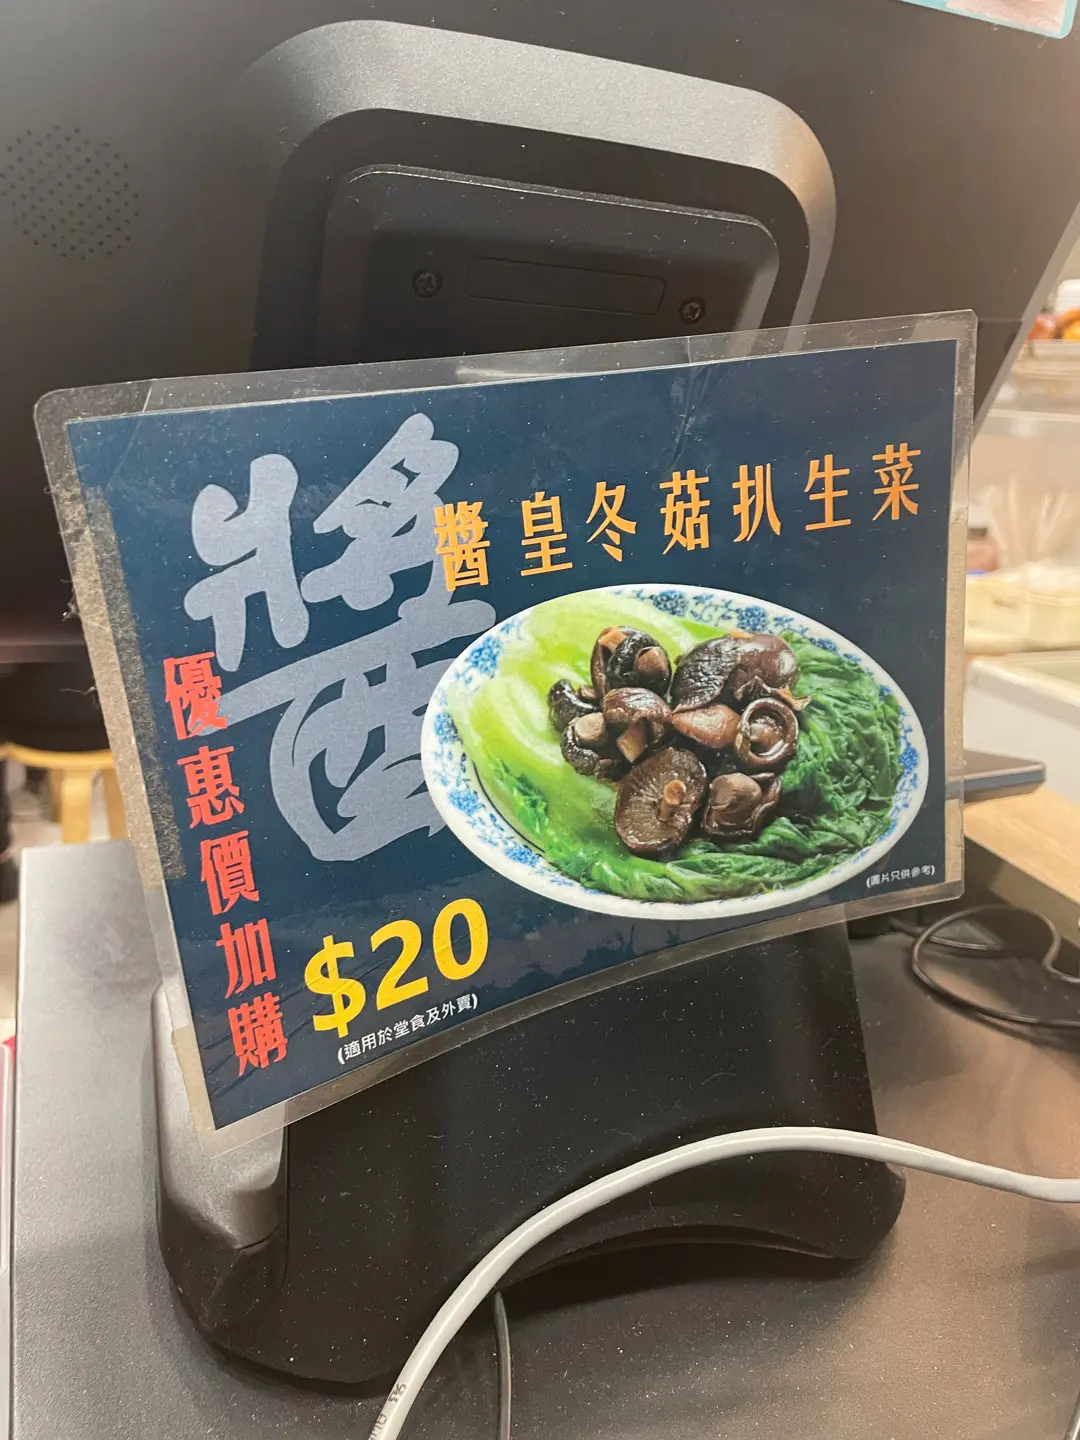 醬
醬皇冬菇扒生菜
優惠價加購
$20
(適用於堂食及外賣)
(圖片只供參考)